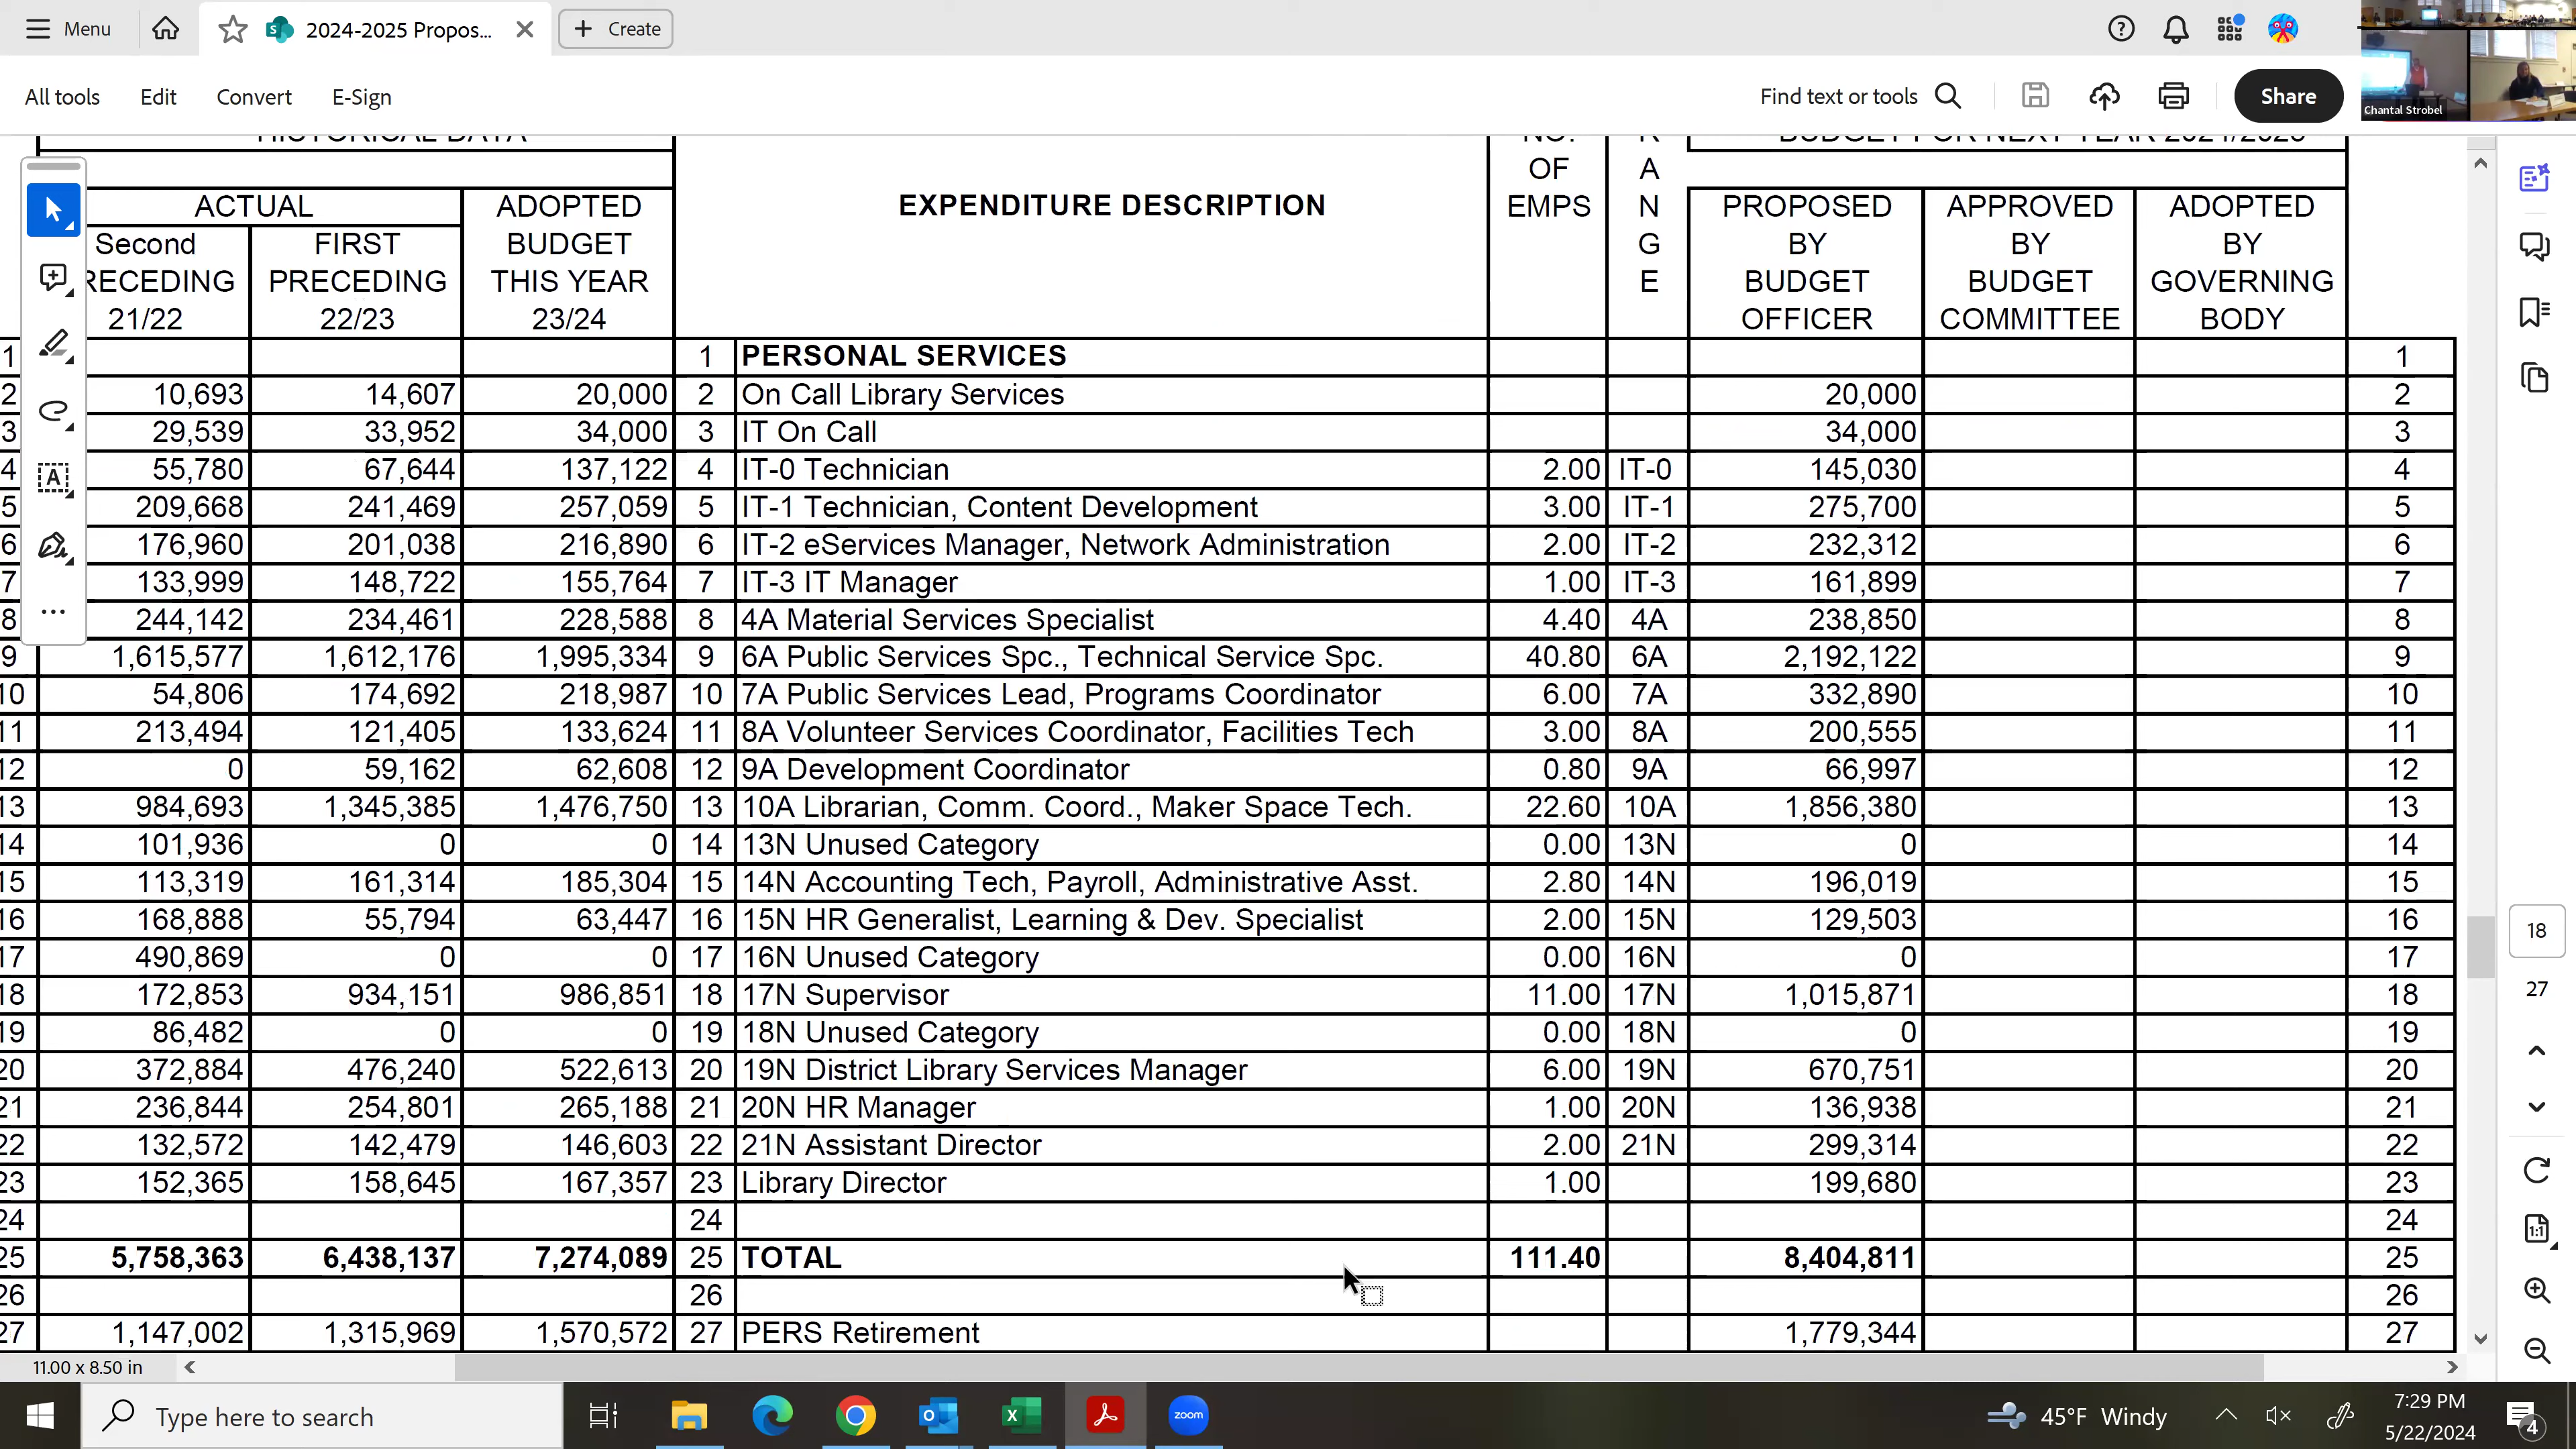 Menu 2024-2025 Propos... Create
All tools Edit Convert E-Sign Find text or tools Share
Chantal Strobel
HISTORICAL DATA NO. R BUDGET FOR NEXT YEAR 2024/2025
OF A
ACTUAL ADOPTED EXPENDITURE DESCRIPTION EMPS N PROPOSED APPROVED ADOPTED
Second FIRST BUDGET G BY BY BY
RECEDING PRECEDING THIS YEAR E BUDGET BUDGET GOVERNING
21/22 22/23 23/24 OFFICER COMMITTEE BODY
1 1 PERSONAL SERVICES 1
2 10,693 14,607 20,000 2 On Call Library Services 20,000 2
3 29,539 33,952 34,000 3 IT On Call 34,000 3
4 55,780 67,644 137,122 4 IT-0 Technician 2.00 IT-0 145,030 4
5 209,668 241,469 257,059 5 IT-1 Technician, Content Development 3.00 IT-1 275,700 5
6 176,960 201,038 216,890 6 IT-2 eServices Manager, Network Administration 2.00 IT-2 232,312 6
7 133,999 148,722 155,764 7 IT-3 IT Manager 1.00 IT-3 161,899 7
8 244,142 234,461 228,588 8 4A Material Services Specialist 4.40 4A 238,850 8
9 1,615,577 1,612,176 1,995,334 9 6A Public Services Spc., Technical Service Spc. 40.80 6A 2,192,122 9
10 54,806 174,692 218,987 10 7A Public Services Lead, Programs Coordinator 6.00 7A 332,890 10
11 213,494 121,405 133,624 11 8A Volunteer Services Coordinator, Facilities Tech 3.00 8A 200,555 11
12 0 59,162 62,608 12 9A Development Coordinator 0.80 9A 66,997 12
13 984,693 1,345,385 1,476,750 13 10A Librarian, Comm. Coord., Maker Space Tech. 22.60 10A 1,856,380 13
14 101,936 0 0 14 13N Unused Category 0.00 13N 0 14
15 113,319 161,314 185,304 15 14N Accounting Tech, Payroll, Administrative Asst. 2.80 14N 196,019 15
16 168,888 55,794 63,447 16 15N HR Generalist, Learning & Dev. Specialist 2.00 15N 129,503 16
17 490,869 0 0 17 16N Unused Category 0.00 16N 0 17
18 172,853 934,151 986,851 18 17N Supervisor 11.00 17N 1,015,871 18
19 86,482 0 0 19 18N Unused Category 0.00 18N 0 19
20 372,884 476,240 522,613 20 19N District Library Services Manager 6.00 19N 670,751 20
21 236,844 254,801 265,188 21 20N HR Manager 1.00 20N 136,938 21
22 132,572 142,479 146,603 22 21N Assistant Director 2.00 21N 299,314 22
23 152,365 158,645 167,357 23 Library Director 1.00 199,680 23
24 24 24
25 5,758,363 6,438,137 7,274,089 25 TOTAL 111.40 8,404,811 25
26 26 26
27 1,147,002 1,315,969 1,570,572 27 PERS Retirement 1,779,344 27
18
27
1:1
11.00 x 8.50 in
Type here to search zoom 45°F Windy 7:29 PM
5/22/2024 4